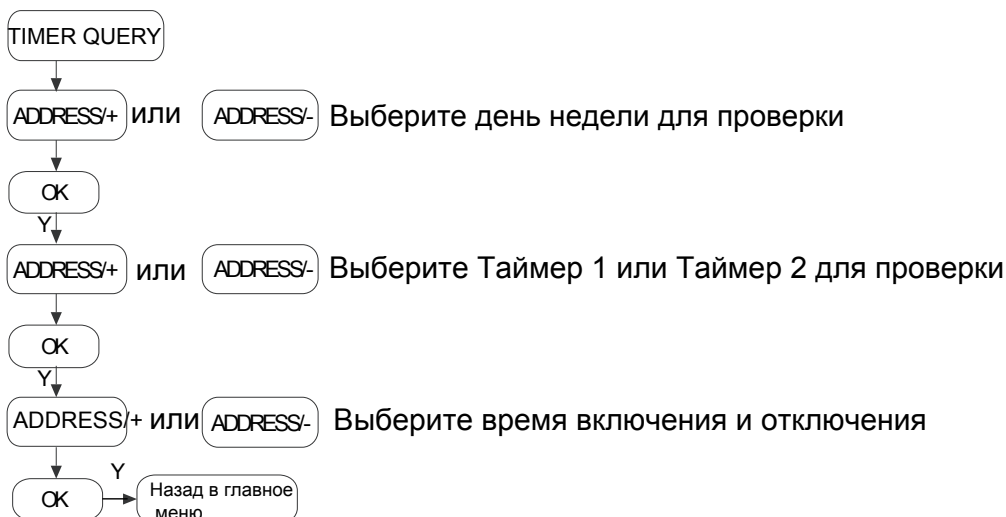 TIMER QUERY
ADDRESS/+ или ADDRESS/- Выберите день недели для проверки
OK
Y
ADDRESS/+ или ADDRESS/- Выберите Таймер 1 или Таймер 2 для проверки
OK
Y
ADDRESS/+ или ADDRESS/- Выберите время включения и отключения
Y
OK Назад в главное
меню